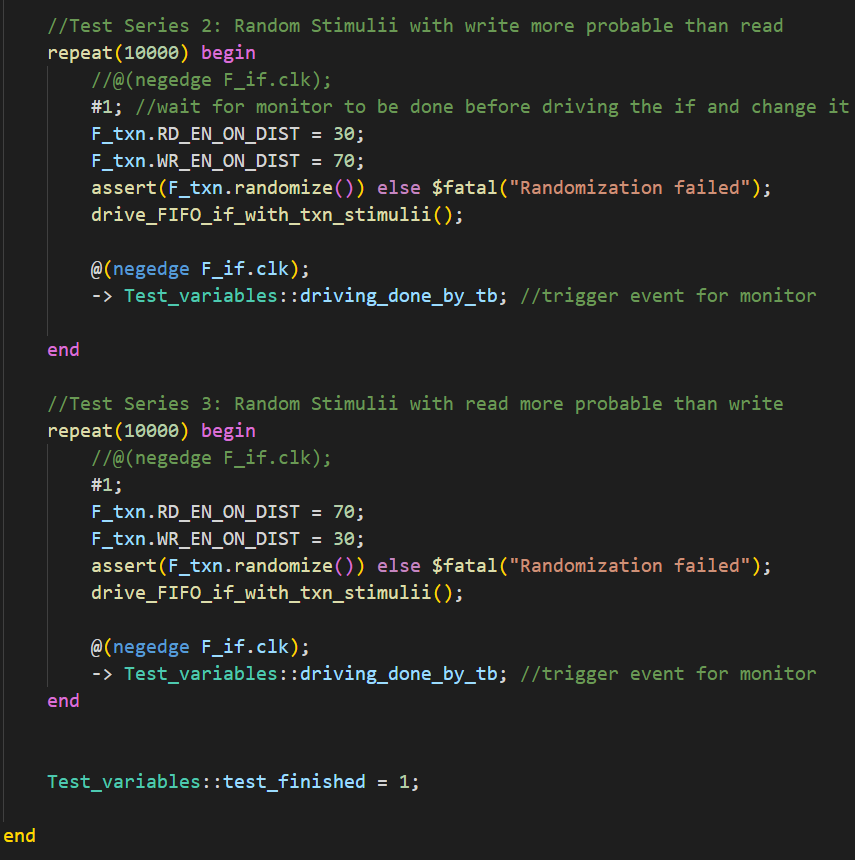 //Test Series 2: Random Stimulii with write more probable than read
repeat(10000) begin
//@(negedge F_if.clk);
#1; //wait for monitor to be done before driving the if and change it
F_txn.RD_EN_ON_DIST = 30;
F_txn.WR_EN_ON_DIST = 70;
assert(F_txn.randomize()) else $fatal("Randomization failed");
drive_FIFO_if_with_txn_stimulii();
@(negedge F_if.clk);
-> Test_variables::driving_done_by_tb; //trigger event for monitor
end
//Test Series 3: Random Stimulii with read more probable than write
repeat(10000) begin
//@(negedge F_if.clk);
#1;
F_txn.RD_EN_ON_DIST = 70;
F_txn.WR_EN_ON_DIST = 30;
assert(F_txn.randomize()) else $fatal("Randomization failed");
drive_FIFO_if_with_txn_stimulii();
@(negedge F_if.clk);
-> Test_variables::driving_done_by_tb; //trigger event for monitor
end
Test_variables::test_finished = 1;
end